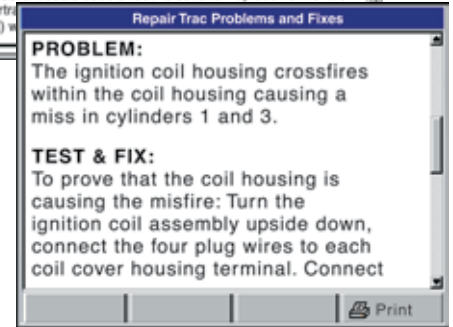 Repair Trac Problems and Fixes
PROBLEM:
The ignition coil housing crossfires
within the coil housing causing a
miss in cylinders 1 and 3.
TEST & FIX:
To prove that the coil housing is
causing the misfire: Turn the
ignition coil assembly upside down,
connect the four plug wires to each
coil cover housing terminal. Connect
Print